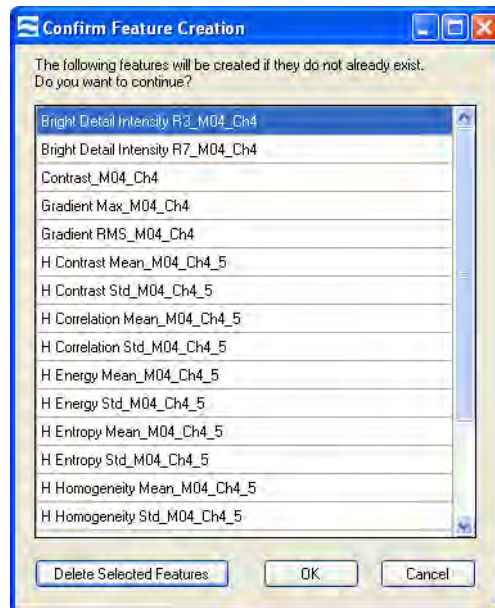 Confirm Feature Creation
The following features will be created if they do not already exist.
Do you want to continue?
Bright Detail Intensity R3_M04_Ch4
Bright Detail Intensity R7_M04_Ch4
Contrast_M04_Ch4
Gradient Max_M04_Ch4
Gradient RMS_M04_Ch4
H Contrast Mean_M04_Ch4_5
H Contrast Std_M04_Ch4_5
H Correlation Mean_M04_Ch4_5
H Correlation Std_M04_Ch4_5
H Energy Mean_M04_Ch4_5
H Energy Std_M04_Ch4_5
H Entropy Mean_M04_Ch4_5
H Entropy Std_M04_Ch4_5
H Homogeneity Mean_M04_Ch4_5
H Homogeneity Std_M04_Ch4_5
Delete Selected Features OK Cancel